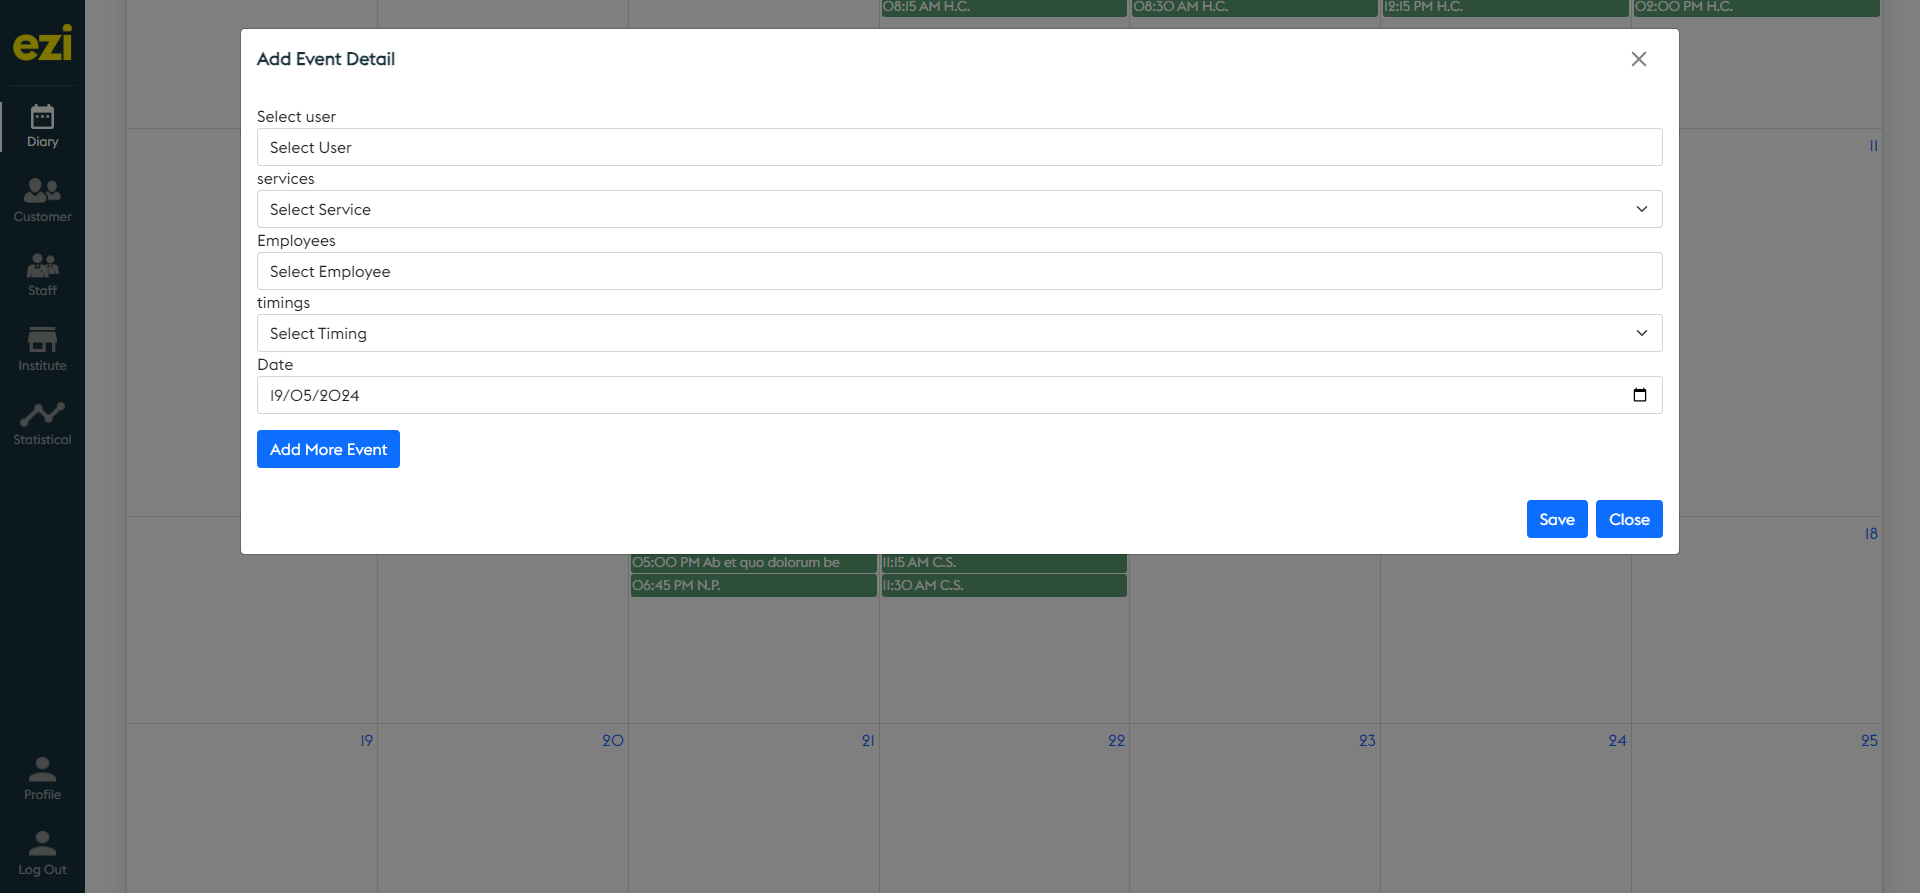 ezi
Diary
Customer
Staff
Institute
Statistical
Profile
Log Out
08:15 AM H.C.
08:30 AM H.C.
12:15 PM H.C.
02:00 PM H.C.
11
Add Event Detail
Select user
Select User
services
Select Service
Employees
Select Employee
timings
Select Timing
Date
19/05/2024
Add More Event
Save
Close
18
05:00 PM Ab et quo dolorum be
11:15 AM C.S.
06:45 PM N.P.
11:30 AM C.S.
19
20
21
22
23
24
25